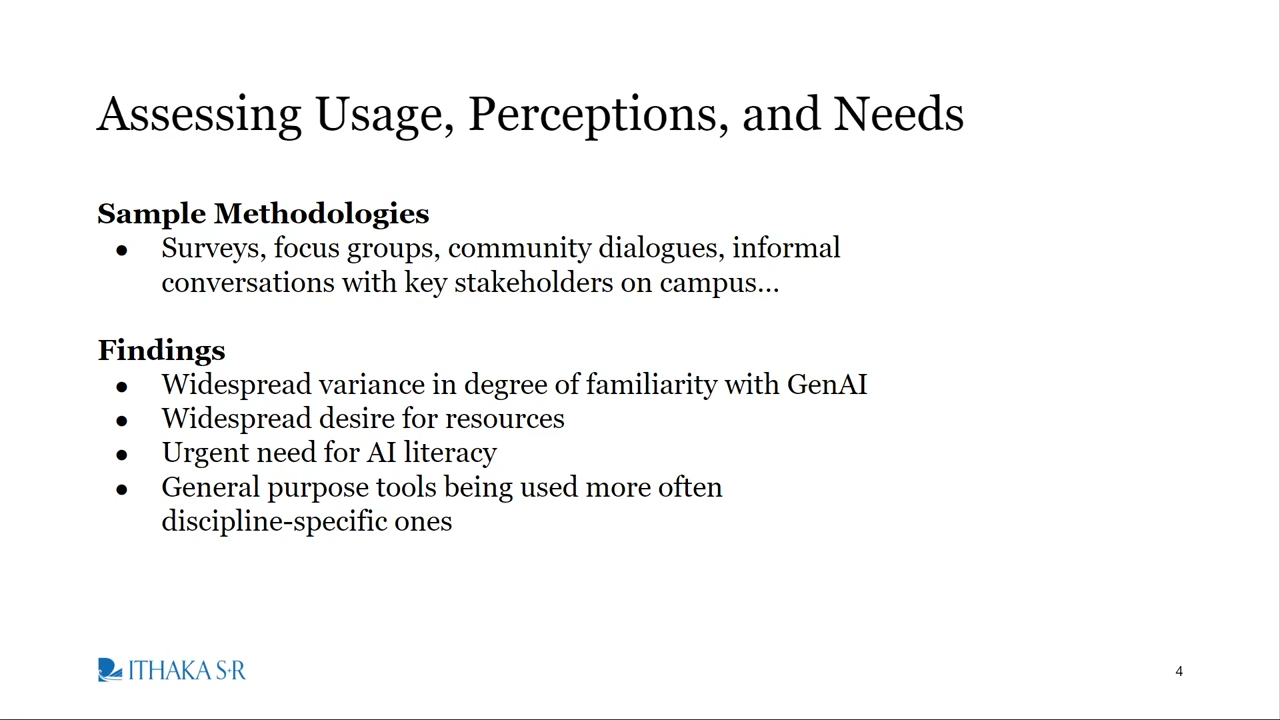 Assessing Usage, Perceptions, and Needs
Sample Methodologies
● Surveys, focus groups, community dialogues, informal
conversations with key stakeholders on campus...
Findings
● Widespread variance in degree of familiarity with GenAI
● Widespread desire for resources
● Urgent need for AI literacy
● General purpose tools being used more often
discipline-specific ones
ITHAKA S+R
4